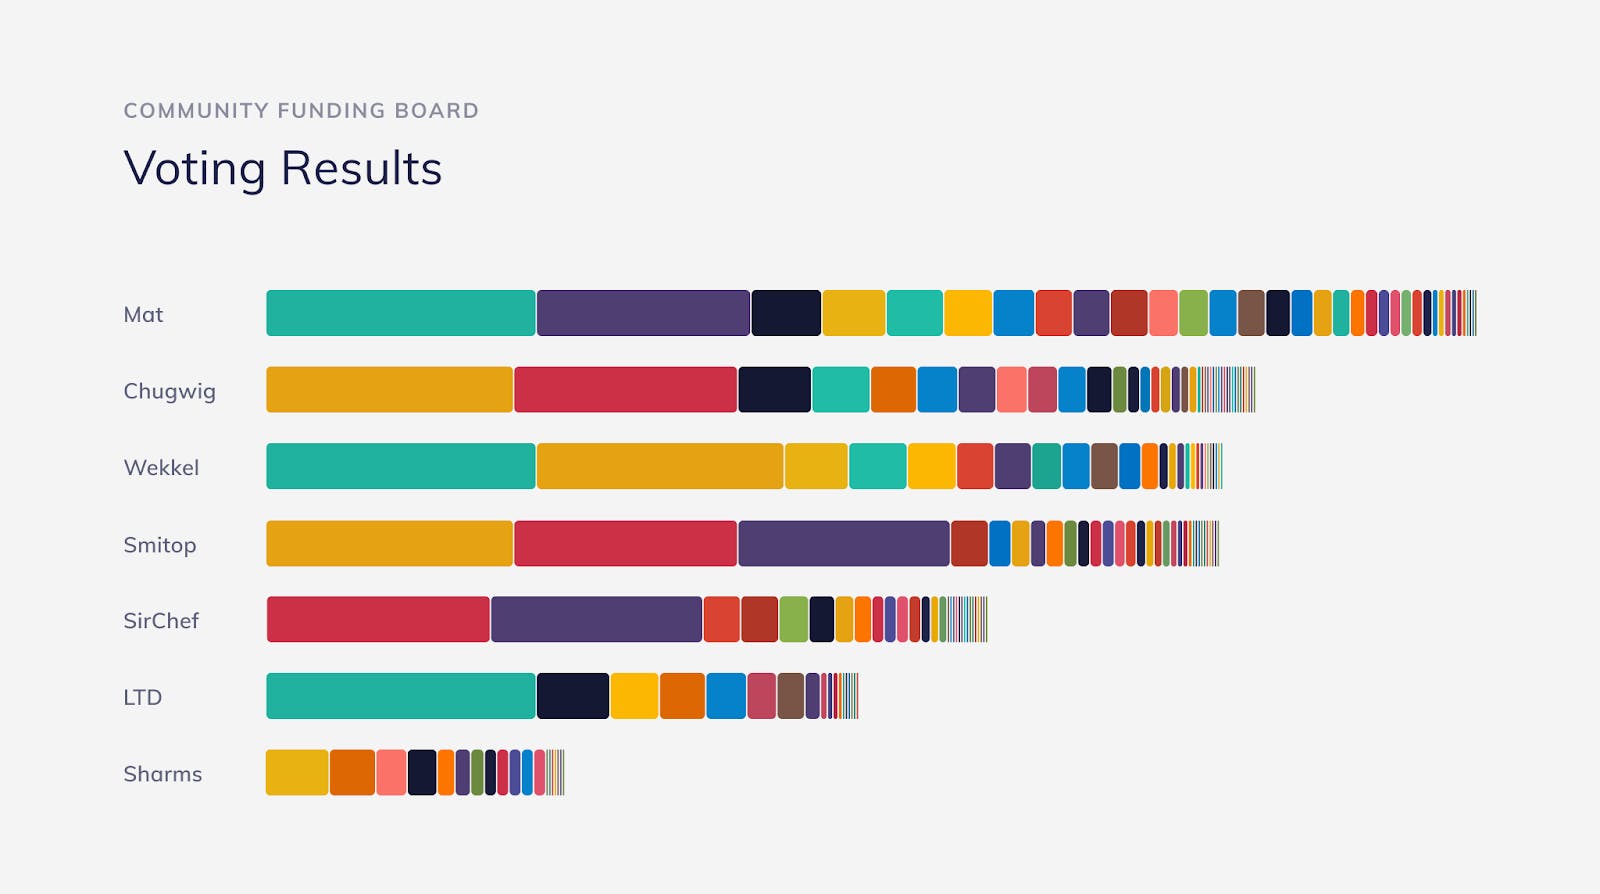 COMMUNITY FUNDING BOARD
Voting Results
Mat
Chugwig
Wekkel
Smitop
SirChef
LTD
Sharms